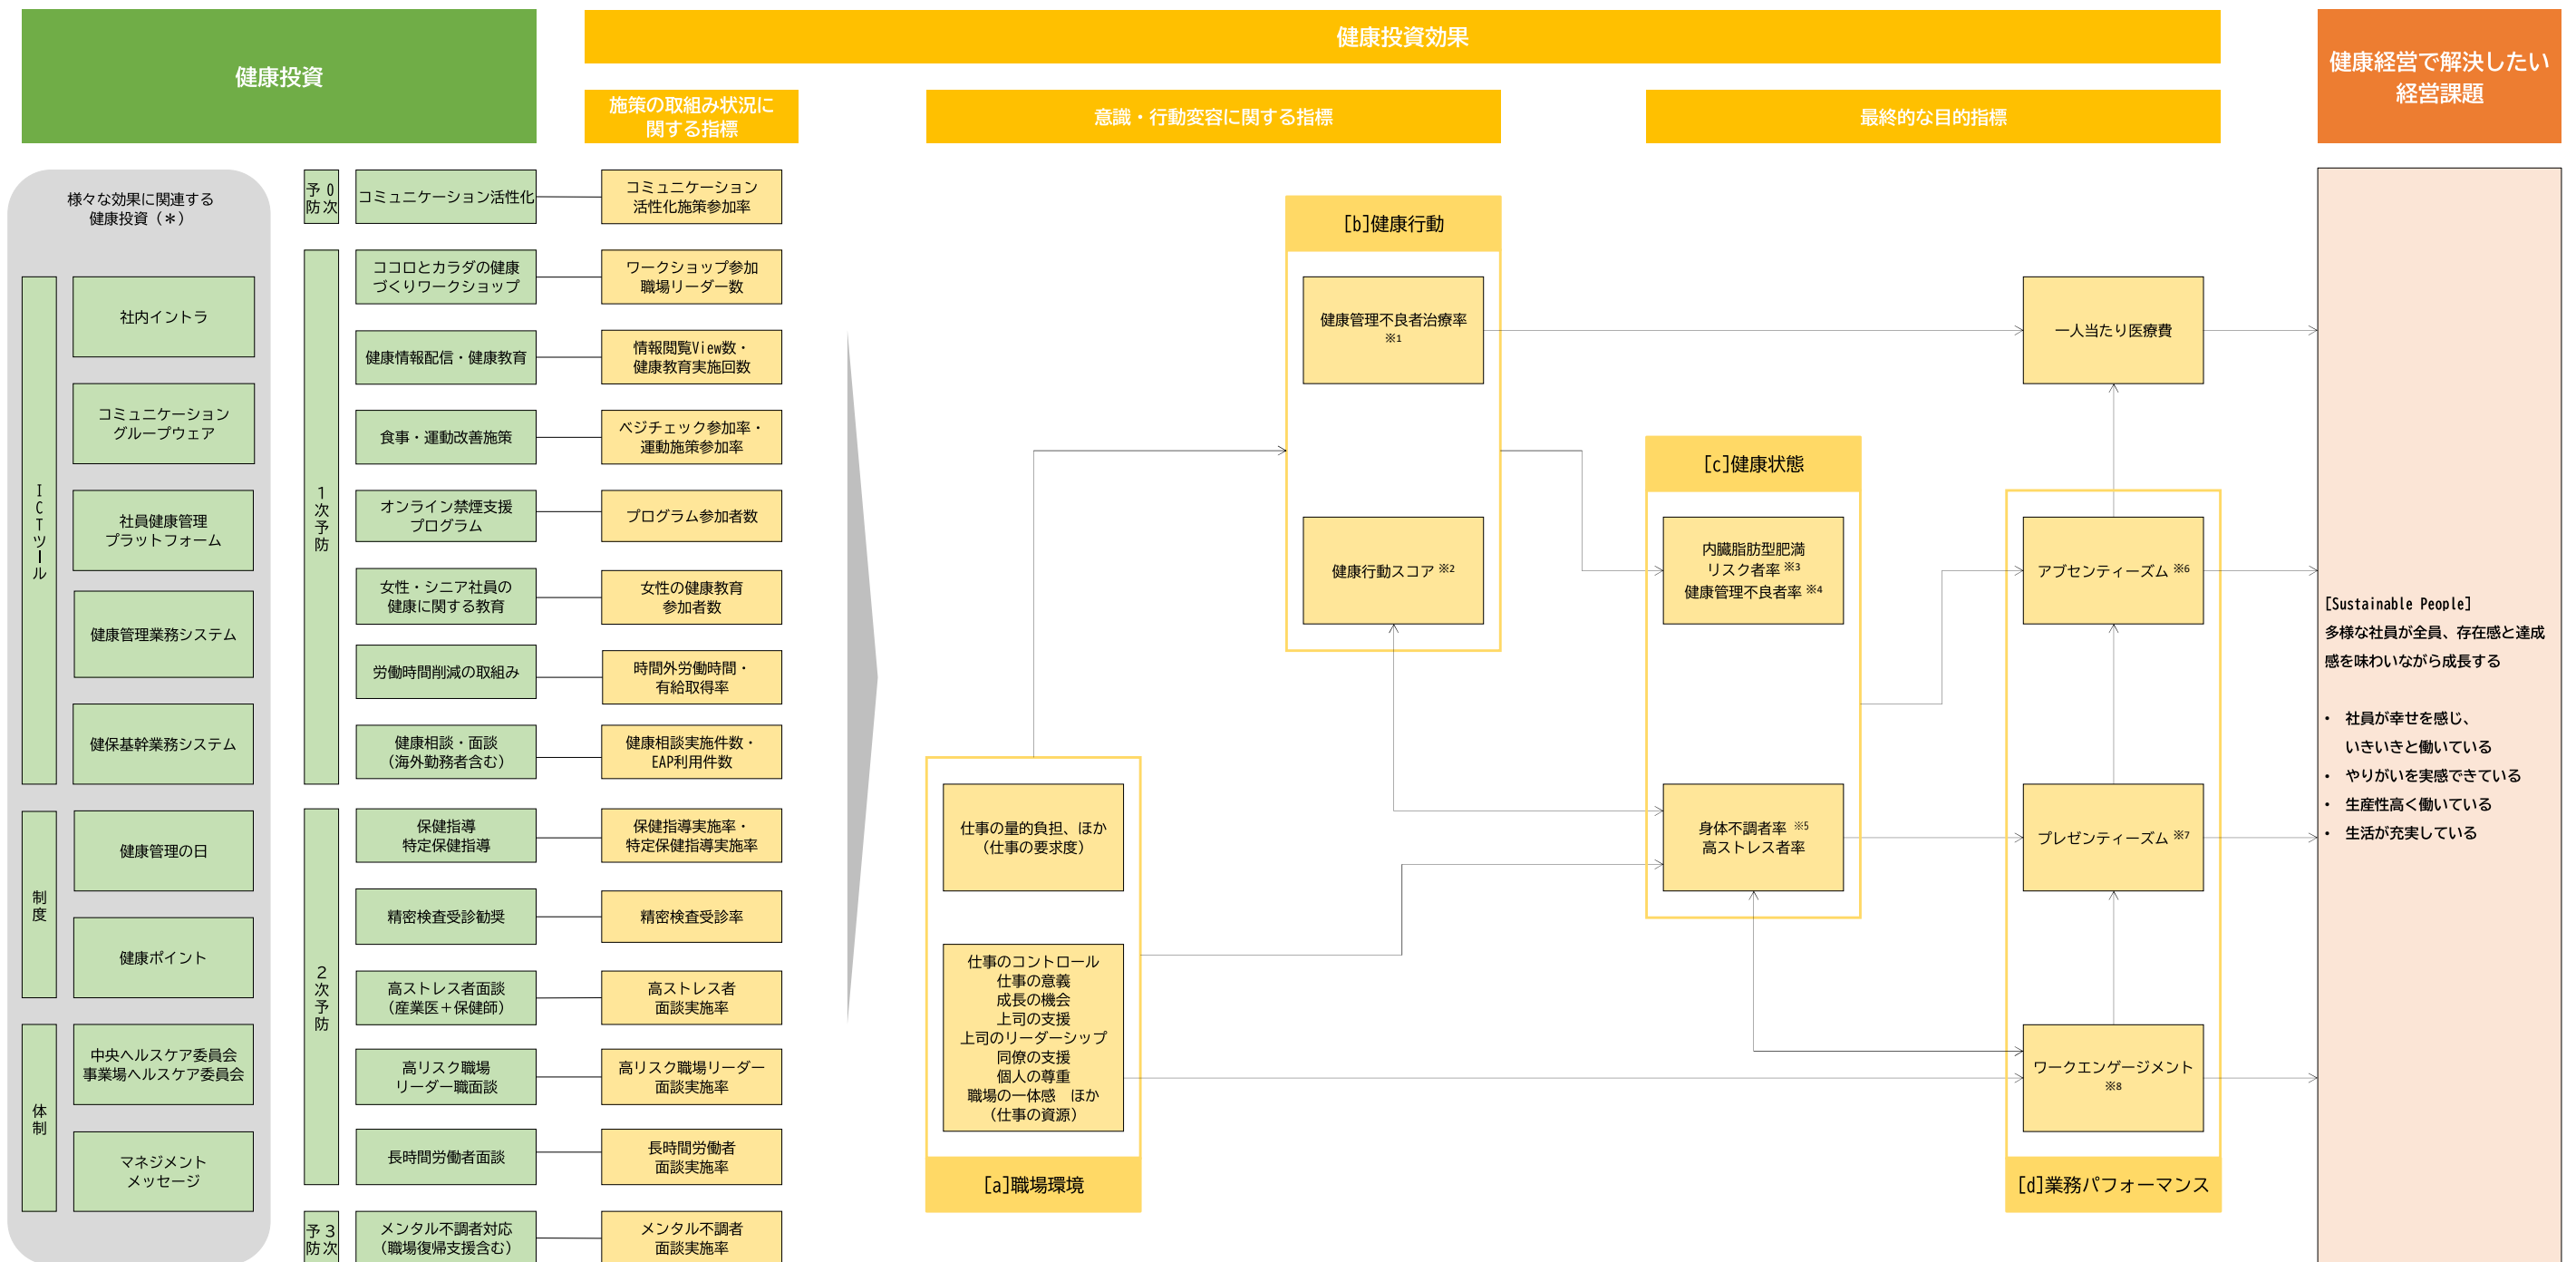 健康投資
健康投資効果
健康経営で解決したい
経営課題
施策の取組み状況に
関する指標
意識・行動変容に関する指標
最終的な目的指標
様々な効果に関連する
健康投資（＊）
ICTツール
社内イントラ
コミュニケーション
グループウェア
社員健康管理
プラットフォーム
健康管理業務システム
健保基幹業務システム
制度
健康管理の日
健康ポイント
体制
中央ヘルスケア委員会
事業場ヘルスケア委員会
マネジメント
メッセージ
０次
予防
コミュニケーション活性化
コミュニケーション
活性化施策参加率
１次予防
ココロとカラダの健康
づくりワークショップ
ワークショップ参加
職場リーダー数
健康情報配信・健康教育
情報閲覧View数・
健康教育実施回数
食事・運動改善施策
ベジチェック参加率・
運動施策参加率
オンライン禁煙支援
プログラム
プログラム参加者数
女性・シニア社員の
健康に関する教育
女性の健康教育
参加者数
労働時間削減の取組み
時間外労働時間・
有給取得率
健康相談・面談
（海外勤務者含む）
健康相談実施件数・
EAP利用件数
２次予防
保健指導
特定保健指導
保健指導実施率・
特定保健指導実施率
精密検査受診勧奨
精密検査受診率
高ストレス者面談
（産業医＋保健師）
高ストレス者
面談実施率
高リスク職場
リーダー職面談
高リスク職場リーダー
面談実施率
長時間労働者面談
長時間労働者
面談実施率
３次
予防
メンタル不調者対応
（職場復帰支援含む）
メンタル不調者
面談実施率
仕事の量的負担、ほか
（仕事の要求度）
仕事のコントロール
仕事の意義
成長の機会
上司の支援
上司のリーダーシップ
同僚の支援
個人の尊重
職場の一体感　ほか
（仕事の資源）
[a]職場環境
[b]健康行動
健康管理不良者治療率
※1
健康行動スコア ※2
[c]健康状態
内臓脂肪型肥満
リスク者率 ※3
健康管理不良者率 ※4
身体不調者率 ※5
高ストレス者率
一人当たり医療費
アブセンティーズム ※6
プレゼンティーズム ※7
ワークエンゲージメント
※8
[d]業務パフォーマンス
[Sustainable People]
多様な社員が全員、存在感と達成
感を味わいながら成長する
• 社員が幸せを感じ、
いきいきと働いている
• やりがいを実感できている
• 生産性高く働いている
• 生活が充実している